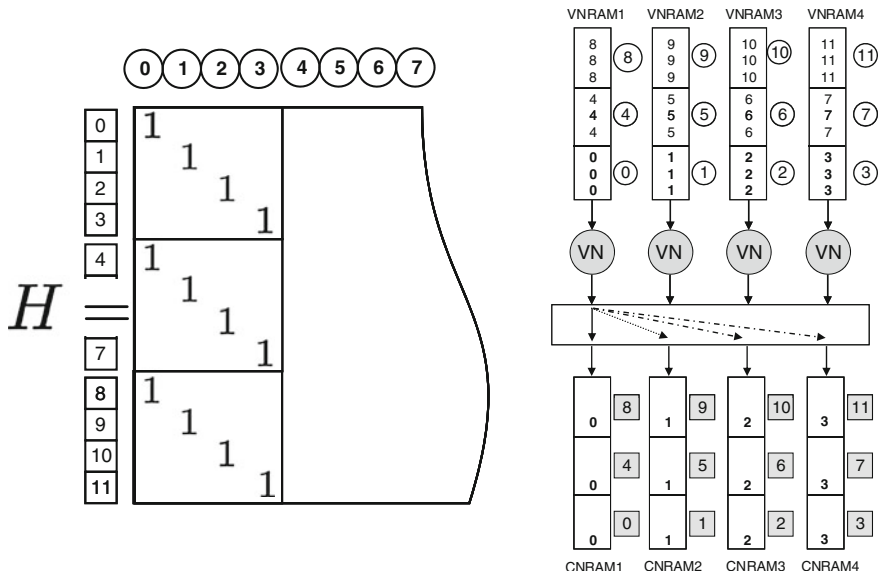 0 1 2 3 4 5 6 7
0
1
2
3
4
7
8
9
10
11
H =
1
1
1
1
1
1
1
1
1
1
1
1
VNRAM1 VNRAM2 VNRAM3 VNRAM4
8 9 10 11
8 8 9 9 10 10 11 11
8 9 10 11
4 5 6 7
4 4 5 5 6 6 7 7
4 5 6 7
0 1 2 3
0 0 1 1 2 2 3 3
0 1 2 3
VN VN VN VN
8 9 10 11
0 1 2 3
4 5 6 7
0 1 2 3
0 1 2 3
0 1 2 3
CNRAM1 CNRAM2 CNRAM3 CNRAM4